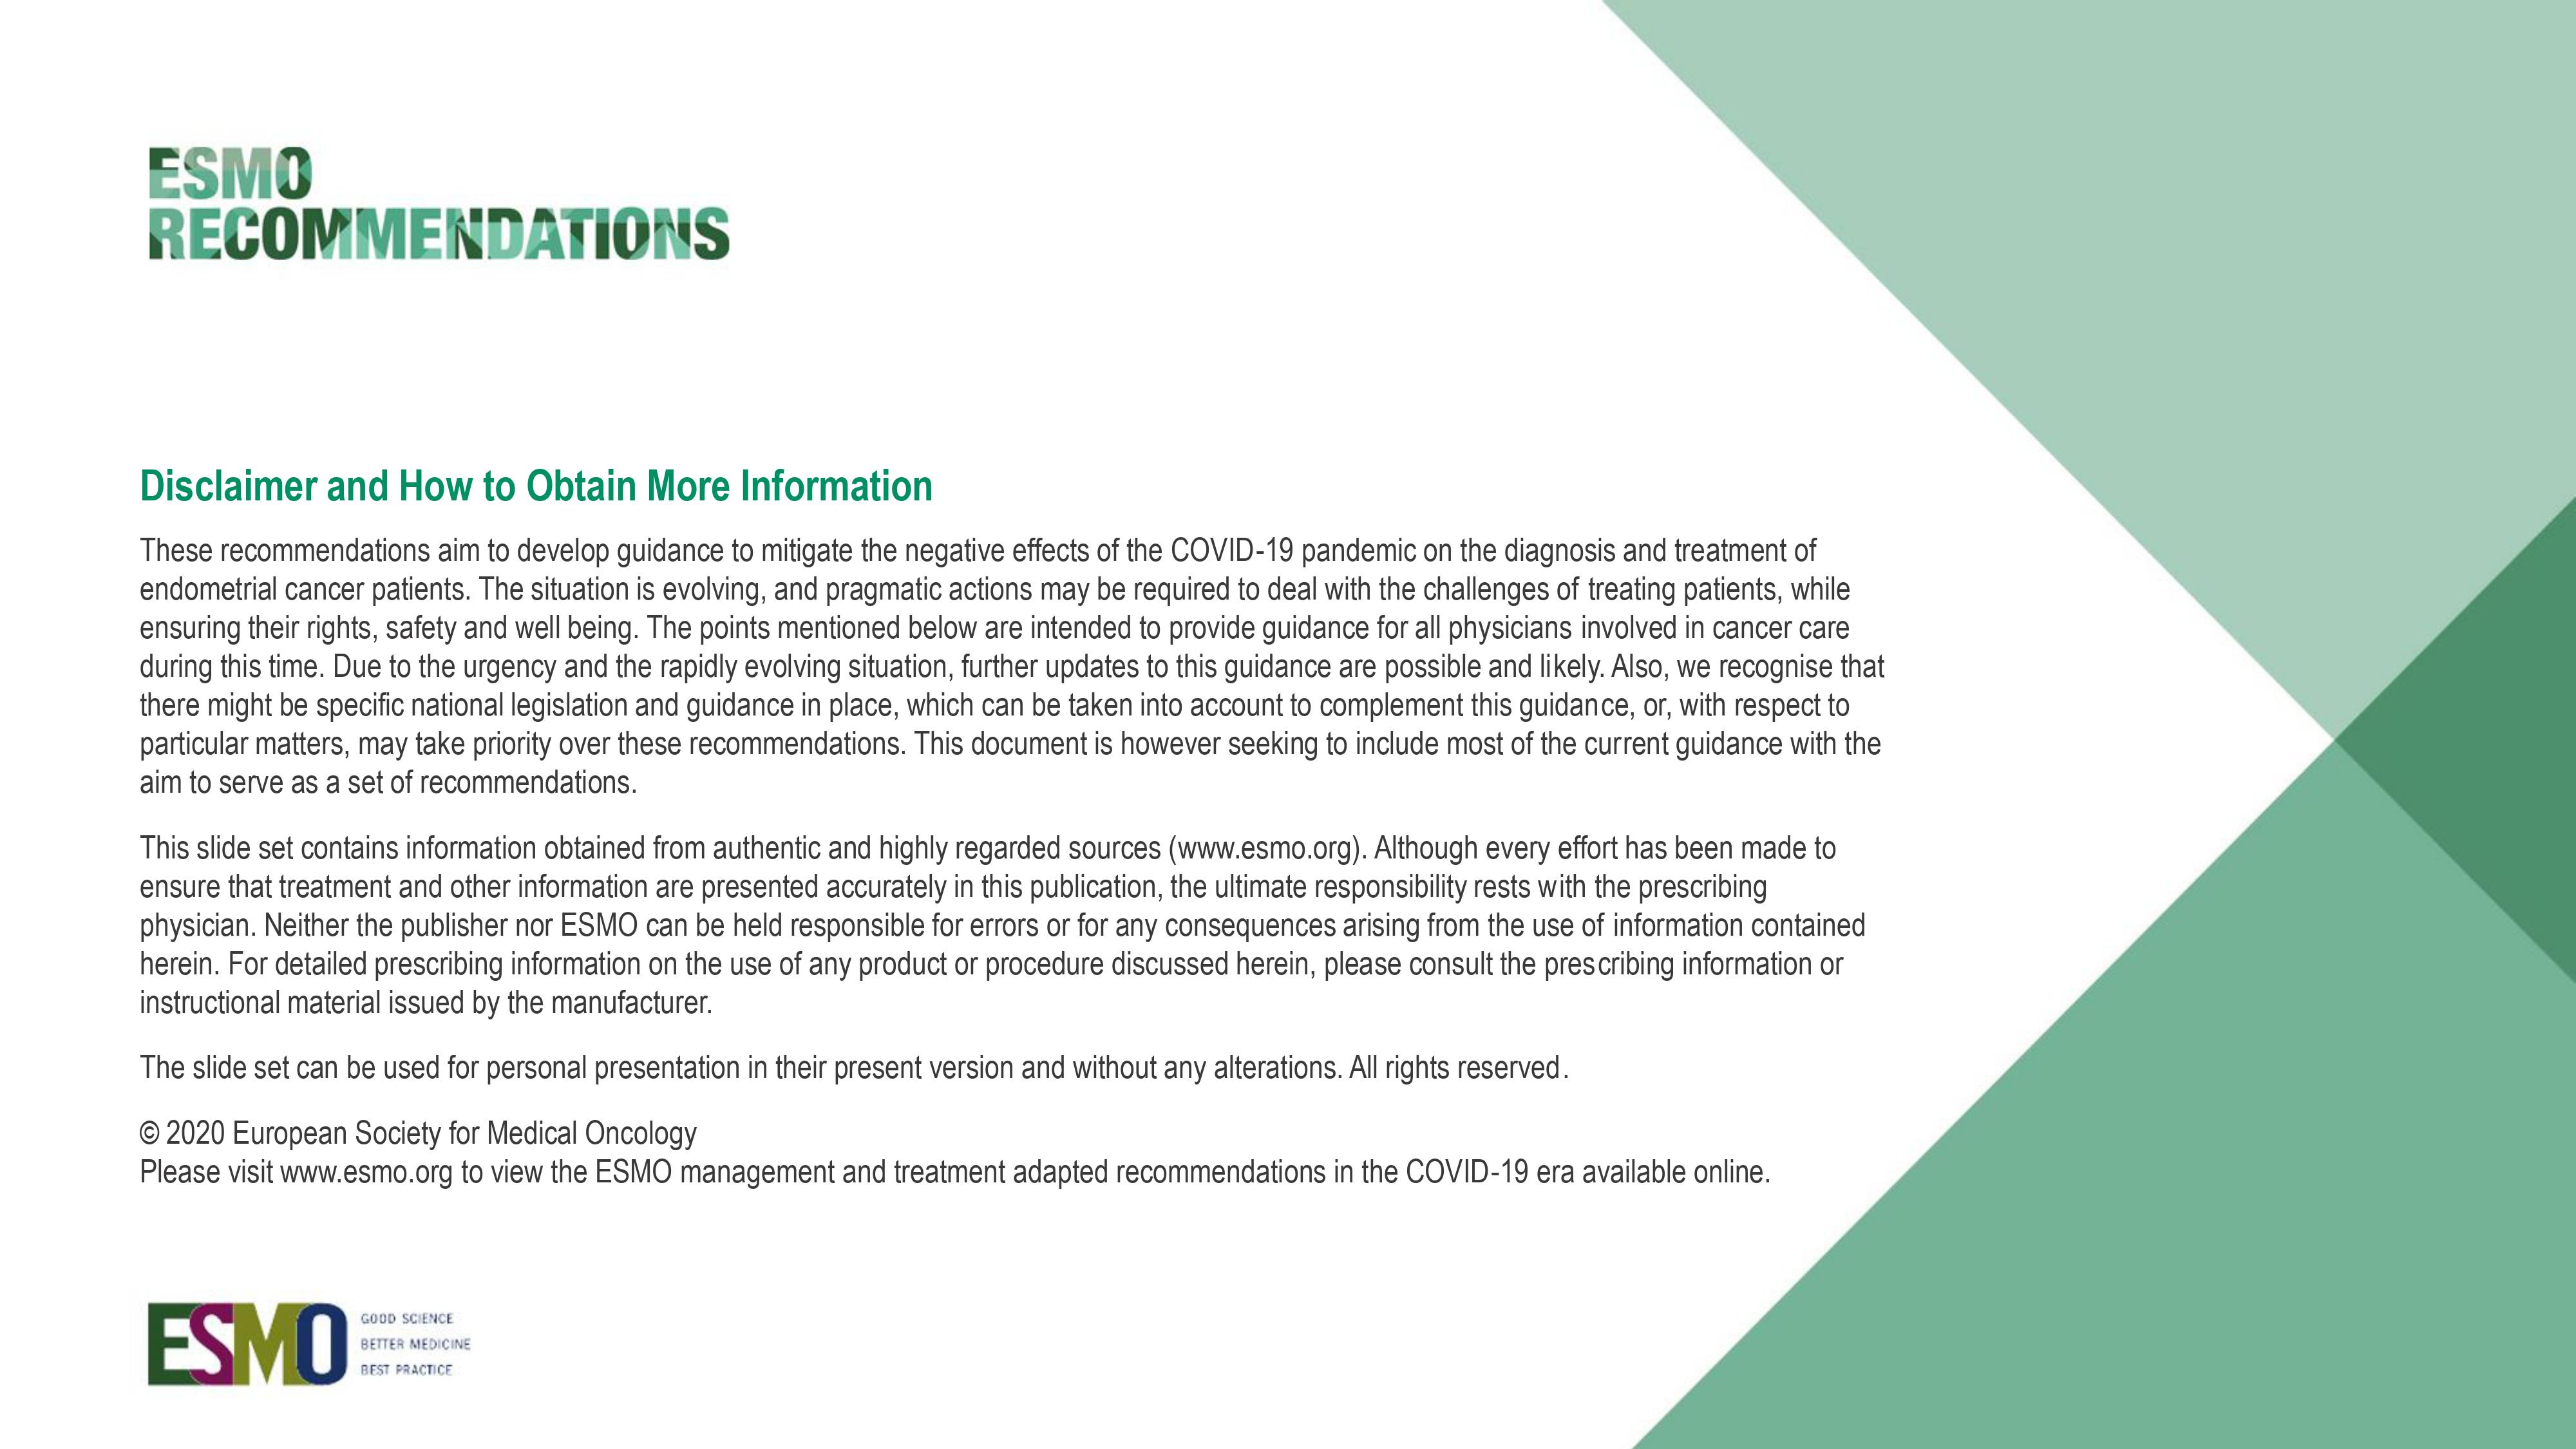 ESMO
RECOMMENDATIONS
Disclaimer and How to Obtain More Information
These recommendations aim to develop guidance to mitigate the negative effects of the COVID-19 pandemic on the diagnosis and treatment of
endometrial cancer patients. The situation is evolving, and pragmatic actions may be required to deal with the challenges of treating patients, while
ensuring their rights, safety and well being. The points mentioned below are intended to provide guidance for all physicians involved in cancer care
during this time. Due to the urgency and the rapidly evolving situation, further updates to this guidance are possible and likely. Also, we recognise that
there might be specific national legislation and guidance in place, which can be taken into account to complement this guidance, or, with respect to
particular matters, may take priority over these recommendations. This document is however seeking to include most of the current guidance with the
aim to serve as a set of recommendations.
This slide set contains information obtained from authentic and highly regarded sources (www.esmo.org). Although every effort has been made to
ensure that treatment and other information are presented accurately in this publication, the ultimate responsibility rests with the prescribing
physician. Neither the publisher nor ESMO can be held responsible for errors or for any consequences arising from the use of information contained
herein. For detailed prescribing information on the use of any product or procedure discussed herein, please consult the prescribing information or
instructional material issued by the manufacturer.
The slide set can be used for personal presentation in their present version and without any alterations. All rights reserved.
© 2020 European Society for Medical Oncology
Please visit www.esmo.org to view the ESMO management and treatment adapted recommendations in the COVID-19 era available online.
ESMO
GOOD SCIENCE
BETTER MEDICINE
BEST PRACTICE